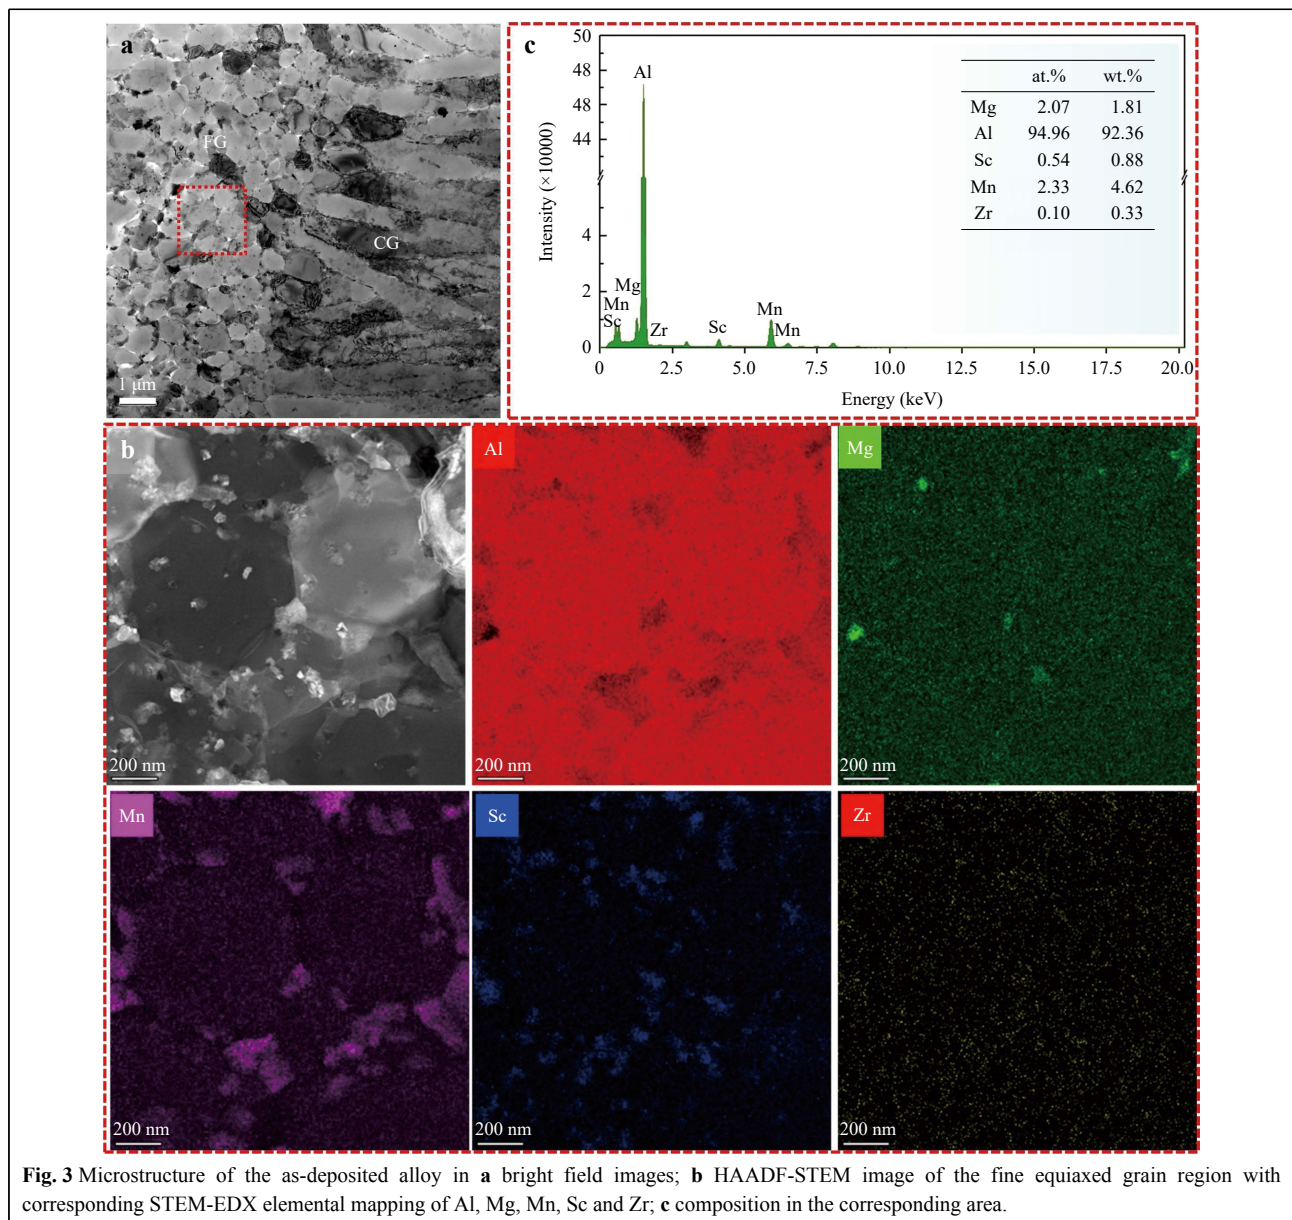 a
FG
CG
1 μm
c
50
48
46
44
4
2
0
Intensity (×10000)
Al
Mg
Mn
Sc
Zr
Sc
Mn
Mn
0 2.5 5.0 7.5 10.0 12.5 15.0 17.5 20.0
Energy (keV)
at.% wt.%
Mg 2.07 1.81
Al 94.96 92.36
Sc 0.54 0.88
Mn 2.33 4.62
Zr 0.10 0.33
b
200 nm
Al
Mg
200 nm
Mn
200 nm
Sc
200 nm
Zr
200 nm
Fig. 3 Microstructure of the as-deposited alloy in a bright field images; b HAADF-STEM image of the fine equiaxed grain region with
corresponding STEM-EDX elemental mapping of Al, Mg, Mn, Sc and Zr; c composition in the corresponding area.